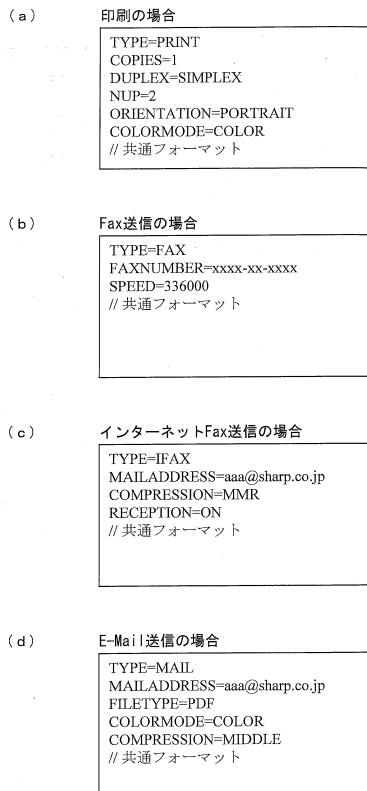 (a) 印刷の場合
TYPE=PRINT
COPIES=1
DUPLEX=SIMPLEX
NUP=2
ORIENTATION=PORTRAIT
COLORMODE=COLOR
// 共通フォーマット
(b) Fax送信の場合
TYPE=FAX
FAXNUMBER=xxxx-xx-xxxx
SPEED=336000
// 共通フォーマット
(c) インターネットFax送信の場合
TYPE=IFAX
MAILADDRESS=aaa@sharp.co.jp
COMPRESSION=MMR
RECEPTION=ON
// 共通フォーマット
(d) E-Mail送信の場合
TYPE=MAIL
MAILADDRESS=aaa@sharp.co.jp
FILETYPE=PDF
COLORMODE=COLOR
COMPRESSION=MIDDLE
// 共通フォーマット